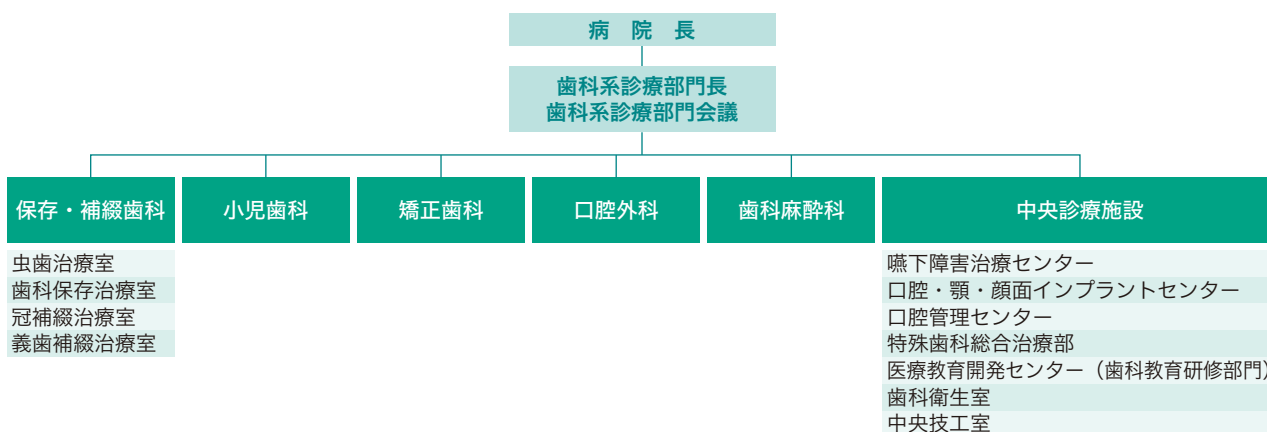 病 院 長
歯科系診療部門長
歯科系診療部門会議
保存・補綴歯科
小児歯科
矯正歯科
口腔外科
歯科麻酔科
中央診療施設
虫歯治療室
歯科保存治療室
冠補綴治療室
義歯補綴治療室
嚥下障害治療センター
口腔・顎・顔面インプラントセンター
口腔管理センター
特殊歯科総合治療部
医療教育開発センター（歯科教育研修部門）
歯科衛生室
中央技工室